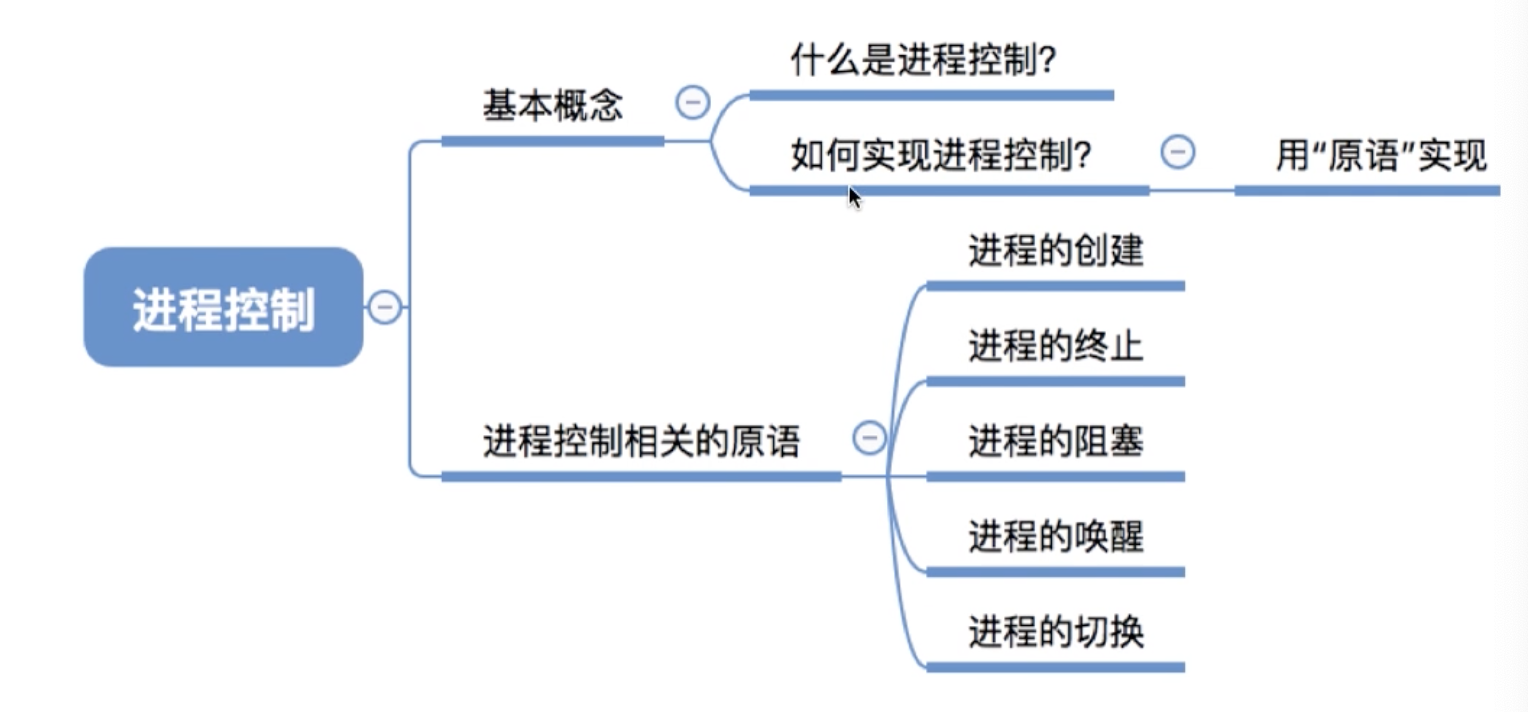 什么是进程控制？
基本概念
如何实现进程控制？
用“原语”实现
进程的创建
进程控制
进程的终止
进程控制相关的原语
进程的阻塞
进程的唤醒
进程的切换